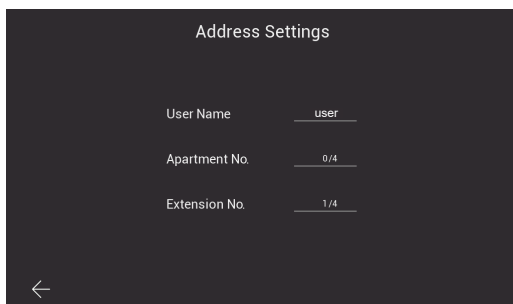 Address Settings
User Name user
Apartment No. 0/4
Extension No. 1/4